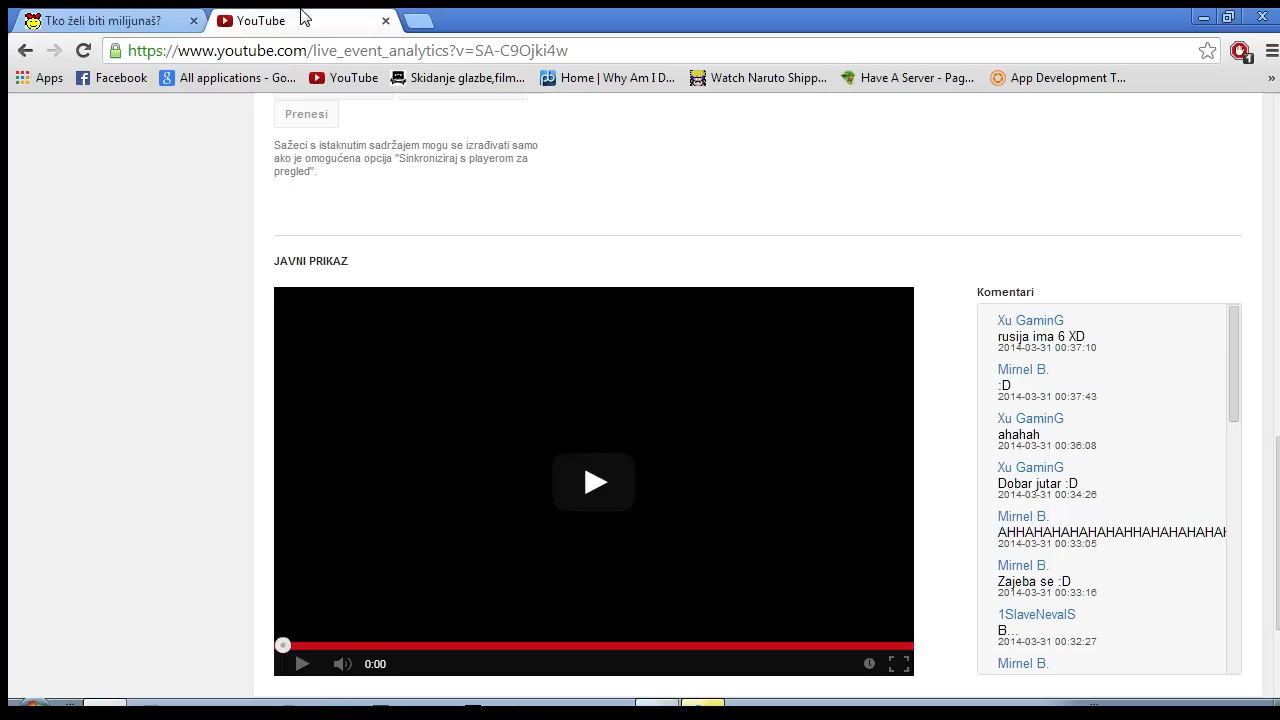 Tko želi biti milijunaš?
YouTube
https://www.youtube.com/live_event_analytics?v=SA-C9Ojki4w
Apps
Facebook
All applications - Go...
YouTube
Skidanje glazbe,film...
Home | Why Am I D...
Watch Naruto Shipp...
Have A Server - Pag...
App Development T...
»
Prenesi
Sažeci s istaknutim sadržajem mogu se izrađivati samo
ako je omogućena opcija "Sinkroniziraj s playerom za
pregled".
JAVNI PRIKAZ
Komentari
Xu GaminG
rusija ima 6 XD
2014-03-31 00:37:10
Mirnel B.
:D
2014-03-31 00:37:43
Xu GaminG
ahahah
2014-03-31 00:36:08
Xu GaminG
Dobar jutar :D
2014-03-31 00:34:26
Mirnel B.
AHHAHAHAHAHAHHAHAHAHAH
2014-03-31 00:33:05
Mirnel B.
Zajeba se :D
2014-03-31 00:33:16
1SlaveNevalS
B...
2014-03-31 00:32:27
Mirnel B.
0:00